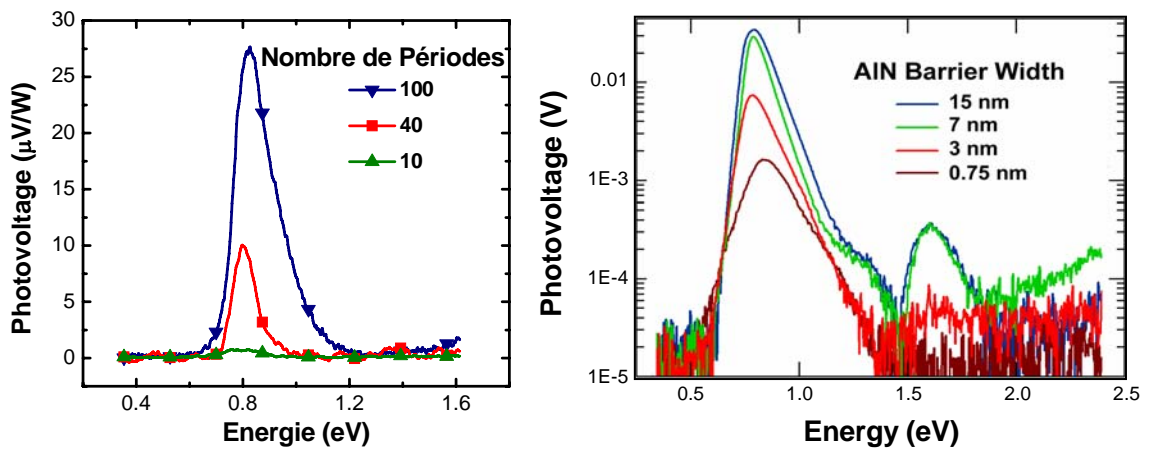 30
25
20
15
10
5
0
Photovoltage (µV/W)
Nombre de Périodes
100
40
10
0.4 0.8 1.2 1.6
Energie (eV)
0.01
1E-3
1E-4
1E-5
Photovoltage (V)
AlN Barrier Width
15 nm
7 nm
3 nm
0.75 nm
0.5 1.0 1.5 2.0 2.5
Energy (eV)